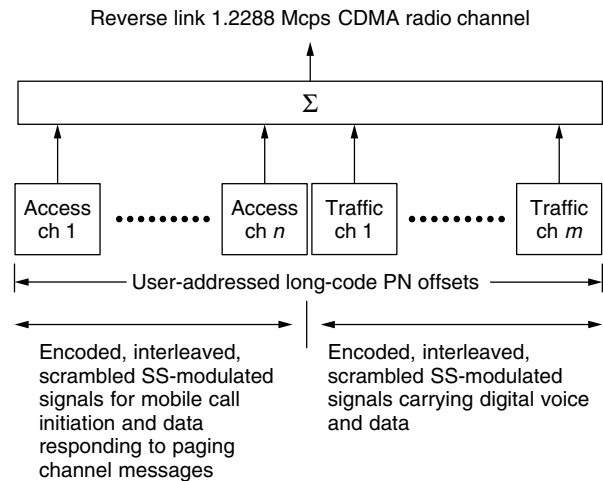 Reverse link 1.2288 Mcps CDMA radio channel
Σ
Access ch 1
Access ch n
Traffic ch 1
Traffic ch m
User-addressed long-code PN offsets
Encoded, interleaved,
scrambled SS-modulated
signals for mobile call
initiation and data
responding to paging
channel messages
Encoded, interleaved,
scrambled SS-modulated
signals carrying digital voice
and data